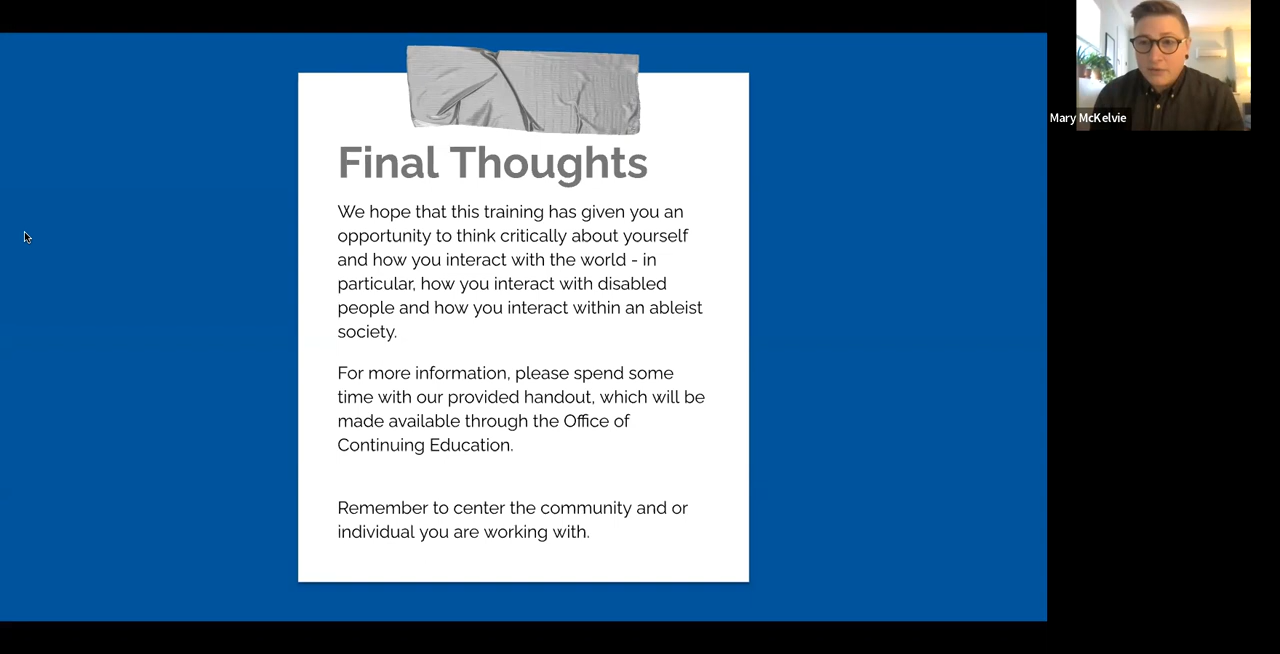 Final Thoughts
We hope that this training has given you an
opportunity to think critically about yourself
and how you interact with the world - in
particular, how you interact with disabled
people and how you interact within an ableist
society.
For more information, please spend some
time with our provided handout, which will be
made available through the Office of
Continuing Education.
Remember to center the community and or
individual you are working with.
Mary McKelvie